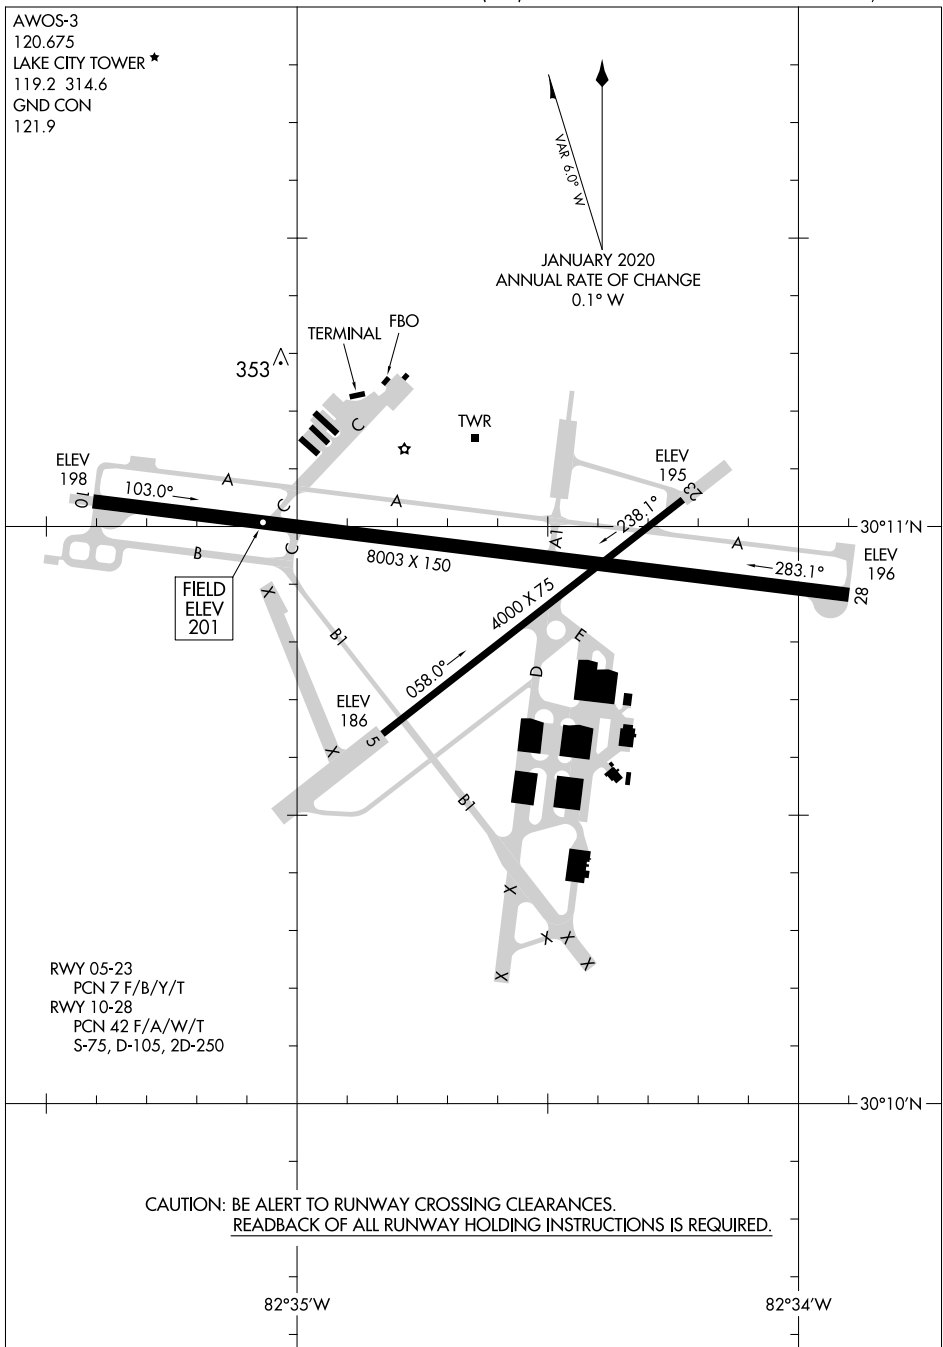 AWOS-3
120.675
LAKE CITY TOWER ★
119.2 314.6
GND CON
121.9
VAR 6.0° W
JANUARY 2020
ANNUAL RATE OF CHANGE
0.1° W
FBO
TERMINAL
353
C
TWR
ELEV
198
ELEV
195
A
10
103.0°
C
A
23
238.1°
30°11'N
A1
A
B
C
8003 X 150
283.1°
ELEV
196
28
FIELD
ELEV
201
X
B1
4000 X 75
E
D
058.0°
ELEV
186
5
X
B1
X
X
X
X
X
RWY 05-23
PCN 7 F/B/Y/T
RWY 10-28
PCN 42 F/A/W/T
S-75, D-105, 2D-250
30°10'N
CAUTION: BE ALERT TO RUNWAY CROSSING CLEARANCES.
READBACK OF ALL RUNWAY HOLDING INSTRUCTIONS IS REQUIRED.
82°35'W
82°34'W